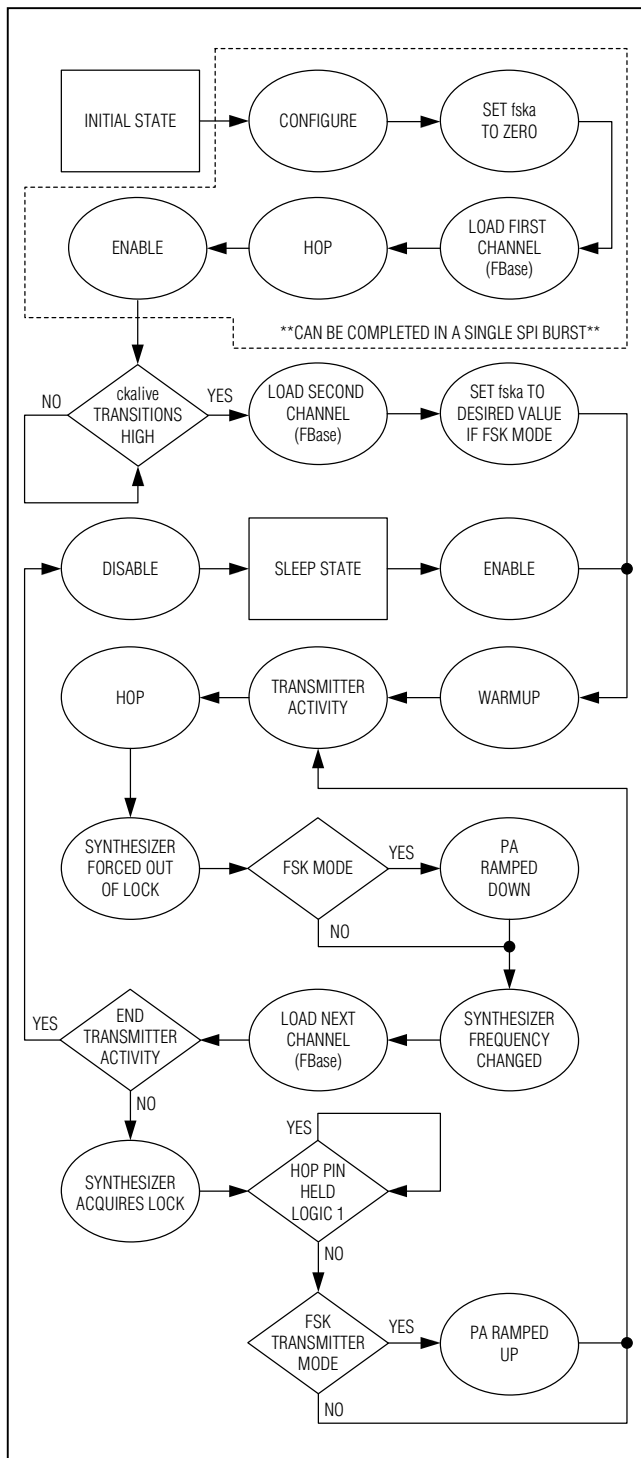 INITIAL STATE
CONFIGURE
SET fska
TO ZERO
ENABLE
HOP
LOAD FIRST
CHANNEL
(FBase)
**CAN BE COMPLETED IN A SINGLE SPI BURST**
NO
ckalive
TRANSITIONS
HIGH
YES
LOAD SECOND
CHANNEL
(FBase)
SET fska TO
DESIRED VALUE
IF FSK MODE
DISABLE
SLEEP STATE
ENABLE
HOP
TRANSMITTER
ACTIVITY
WARMUP
SYNTHESIZER
FORCED OUT
OF LOCK
FSK MODE
YES
PA
RAMPED
DOWN
NO
YES
END
TRANSMITTER
ACTIVITY
LOAD NEXT
CHANNEL
(FBase)
SYNTHESIZER
FREQUENCY
CHANGED
NO
YES
SYNTHESIZER
ACQUIRES LOCK
HOP PIN
HELD
LOGIC 1
NO
FSK
TRANSMITTER
MODE
YES
PA RAMPED
UP
NO